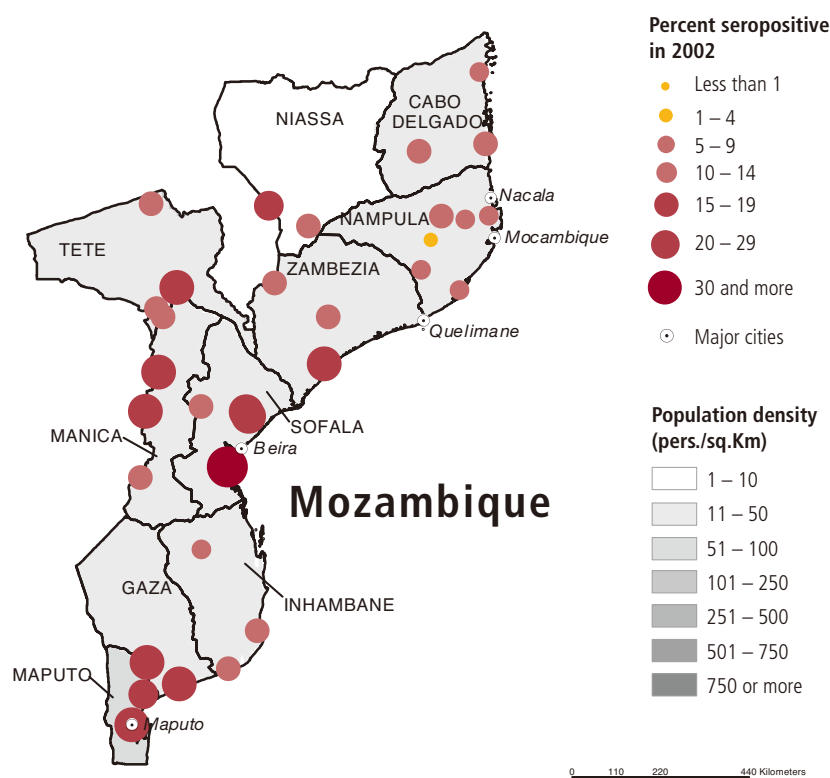 Percent seropositive
in 2002
Less than 1
1 – 4
5 – 9
10 – 14
15 – 19
20 – 29
30 and more
Major cities
NIASSA
CABO
DELGADO
Nacala
NAMPULA
Mocambique
TETE
ZAMBEZIA
Quelimane
SOFALA
MANICA
Beira
Mozambique
GAZA
INHAMBANE
MAPUTO
Maputo
Population density
(pers./sq.Km)
1 – 10
11 – 50
51 – 100
101 – 250
251 – 500
501 – 750
750 or more
0 110 220 440 Kilometers